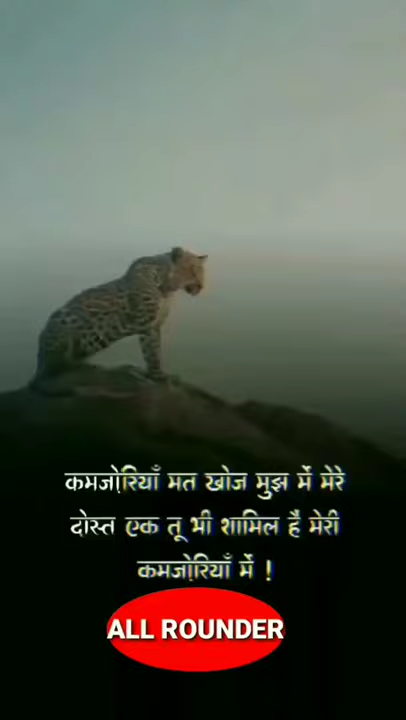 कमजो़रियाँ मत खोज मुझ में मेरे
दोस्त एक तू भी शामिल है मेरी
कमजो़रियाँ में !
ALL ROUNDER